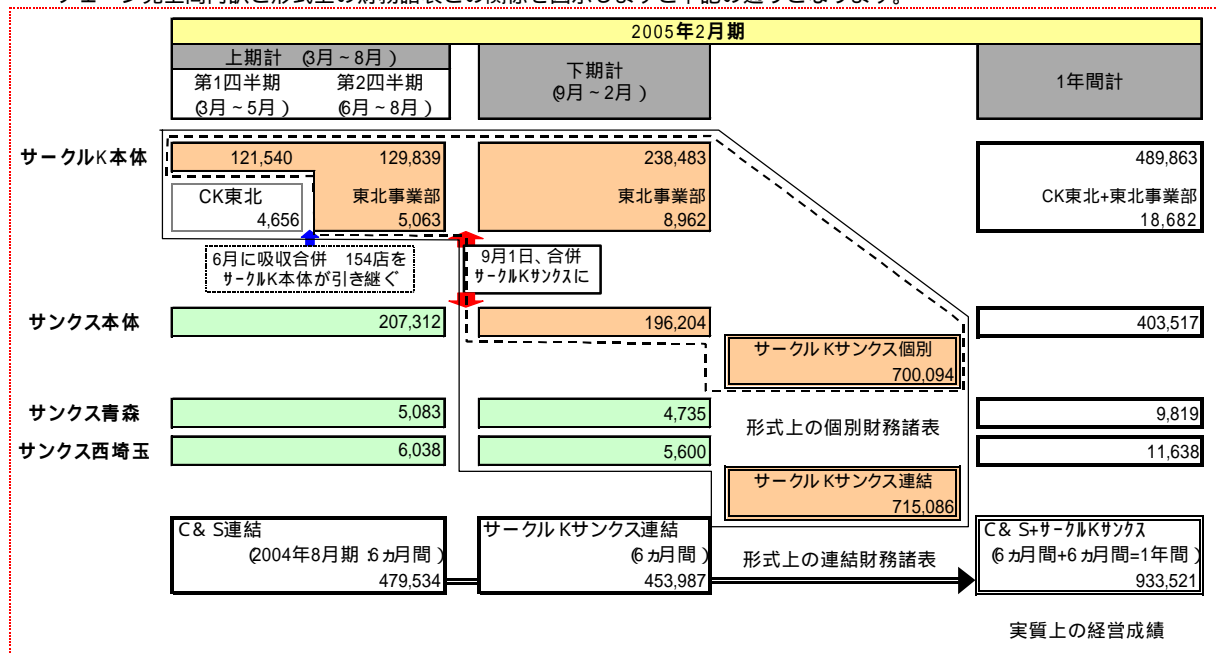 2005年2月期
上期計 (3月~8月)
第1四半期 第2四半期
(3月~5月) (6月~8月)
下期計
(9月~2月)
1年間計
サークルK本体
121,540 129,839 238,483 489,863
CK東北 東北事業部 東北事業部 CK東北+東北事業部
4,656 5,063 8,962 18,682
6月に吸収合併 154店を
サークルK本体が引き継ぐ
9月1日、合併
サークルKサンクスに
サンクス本体 207,312 196,204 403,517
サークルKサンクス個別
700,094
サンクス青森 5,083 4,735 9,819
形式上の個別財務諸表
サンクス西埼玉 6,038 5,600 11,638
サークルKサンクス連結
715,086
C&S連結
(2004年8月期:6カ月間)
479,534
サークルKサンクス連結
(6カ月間)
453,987
形式上の連結財務諸表
C&S+サークルKサンクス
(6カ月間+6カ月間=1年間)
933,521
実質上の経営成績